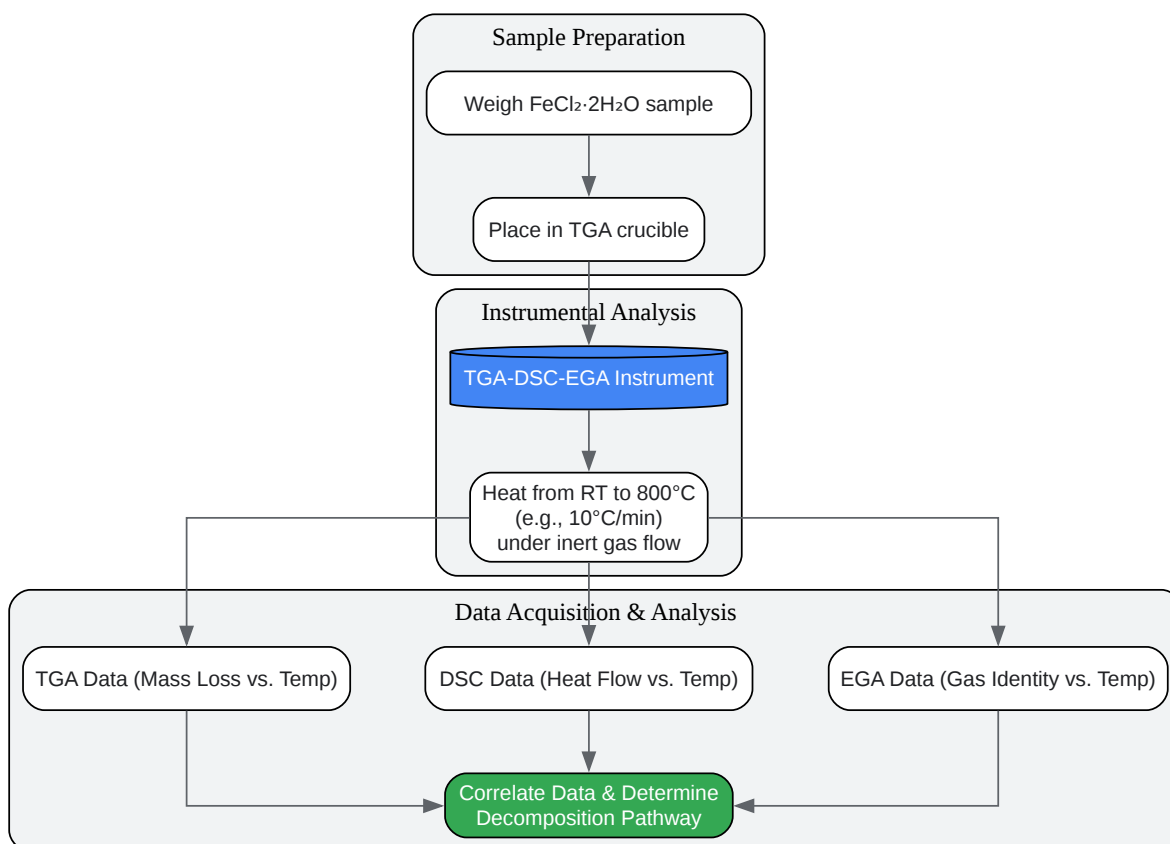 Sample Preparation
Weigh FeCl₂·2H₂O sample
Place in TGA crucible
Instrumental Analysis
TGA-DSC-EGA Instrument
Heat from RT to 800°C
(e.g., 10°C/min)
under inert gas flow
Data Acquisition & Analysis
TGA Data (Mass Loss vs. Temp)
DSC Data (Heat Flow vs. Temp)
EGA Data (Gas Identity vs. Temp)
Correlate Data & Determine
Decomposition Pathway